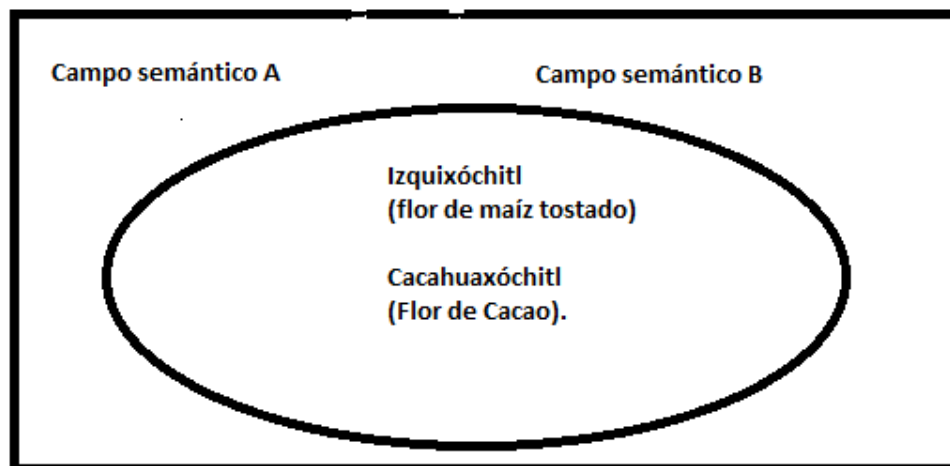 Campo semántico A
Campo semántico B
Izquixóchitl
(flor de maíz tostado)
Cacahuaxóchitl
(Flor de Cacao).